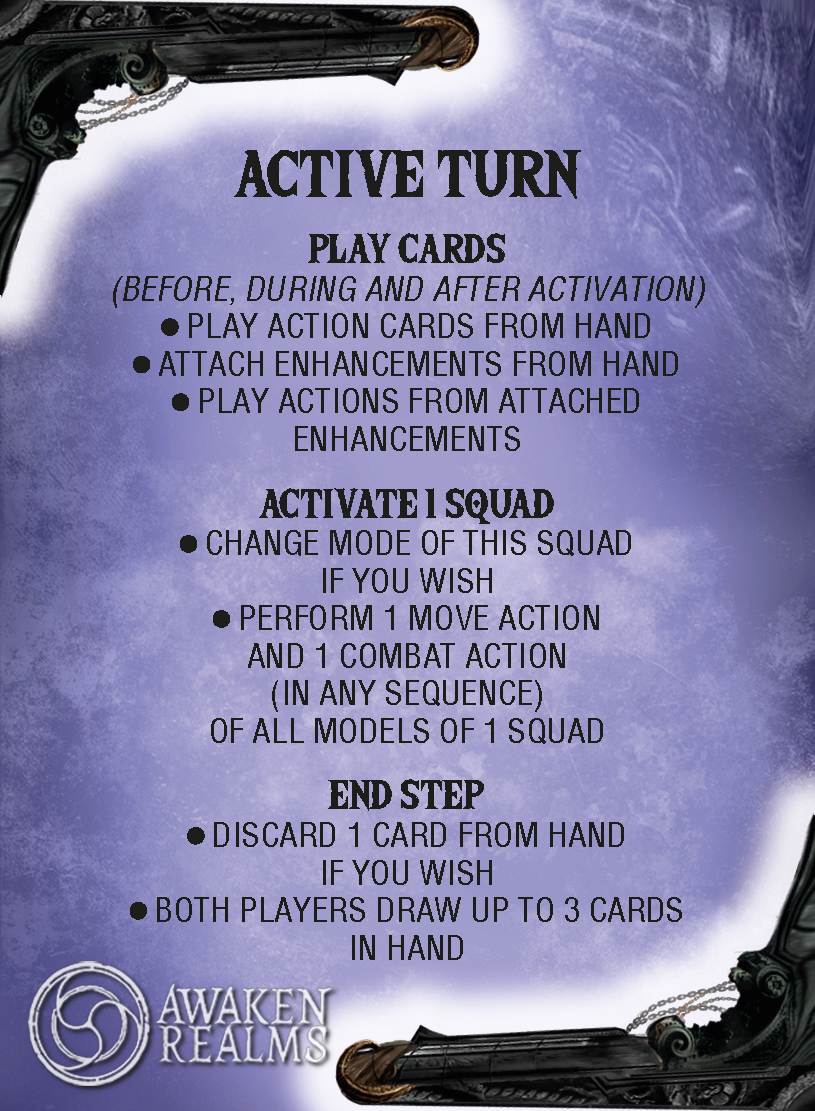 ACTIVE TURN
PLAY CARDS
(BEFORE, DURING AND AFTER ACTIVATION)
● PLAY ACTION CARDS FROM HAND
● ATTACH ENHANCEMENTS FROM HAND
● PLAY ACTIONS FROM ATTACHED
ENHANCEMENTS
ACTIVATE 1 SQUAD
● CHANGE MODE OF THIS SQUAD
IF YOU WISH
● PERFORM 1 MOVE ACTION
AND 1 COMBAT ACTION
(IN ANY SEQUENCE)
OF ALL MODELS OF 1 SQUAD
END STEP
● DISCARD 1 CARD FROM HAND
IF YOU WISH
● BOTH PLAYERS DRAW UP TO 3 CARDS
IN HAND
AWAKEN
REALMS